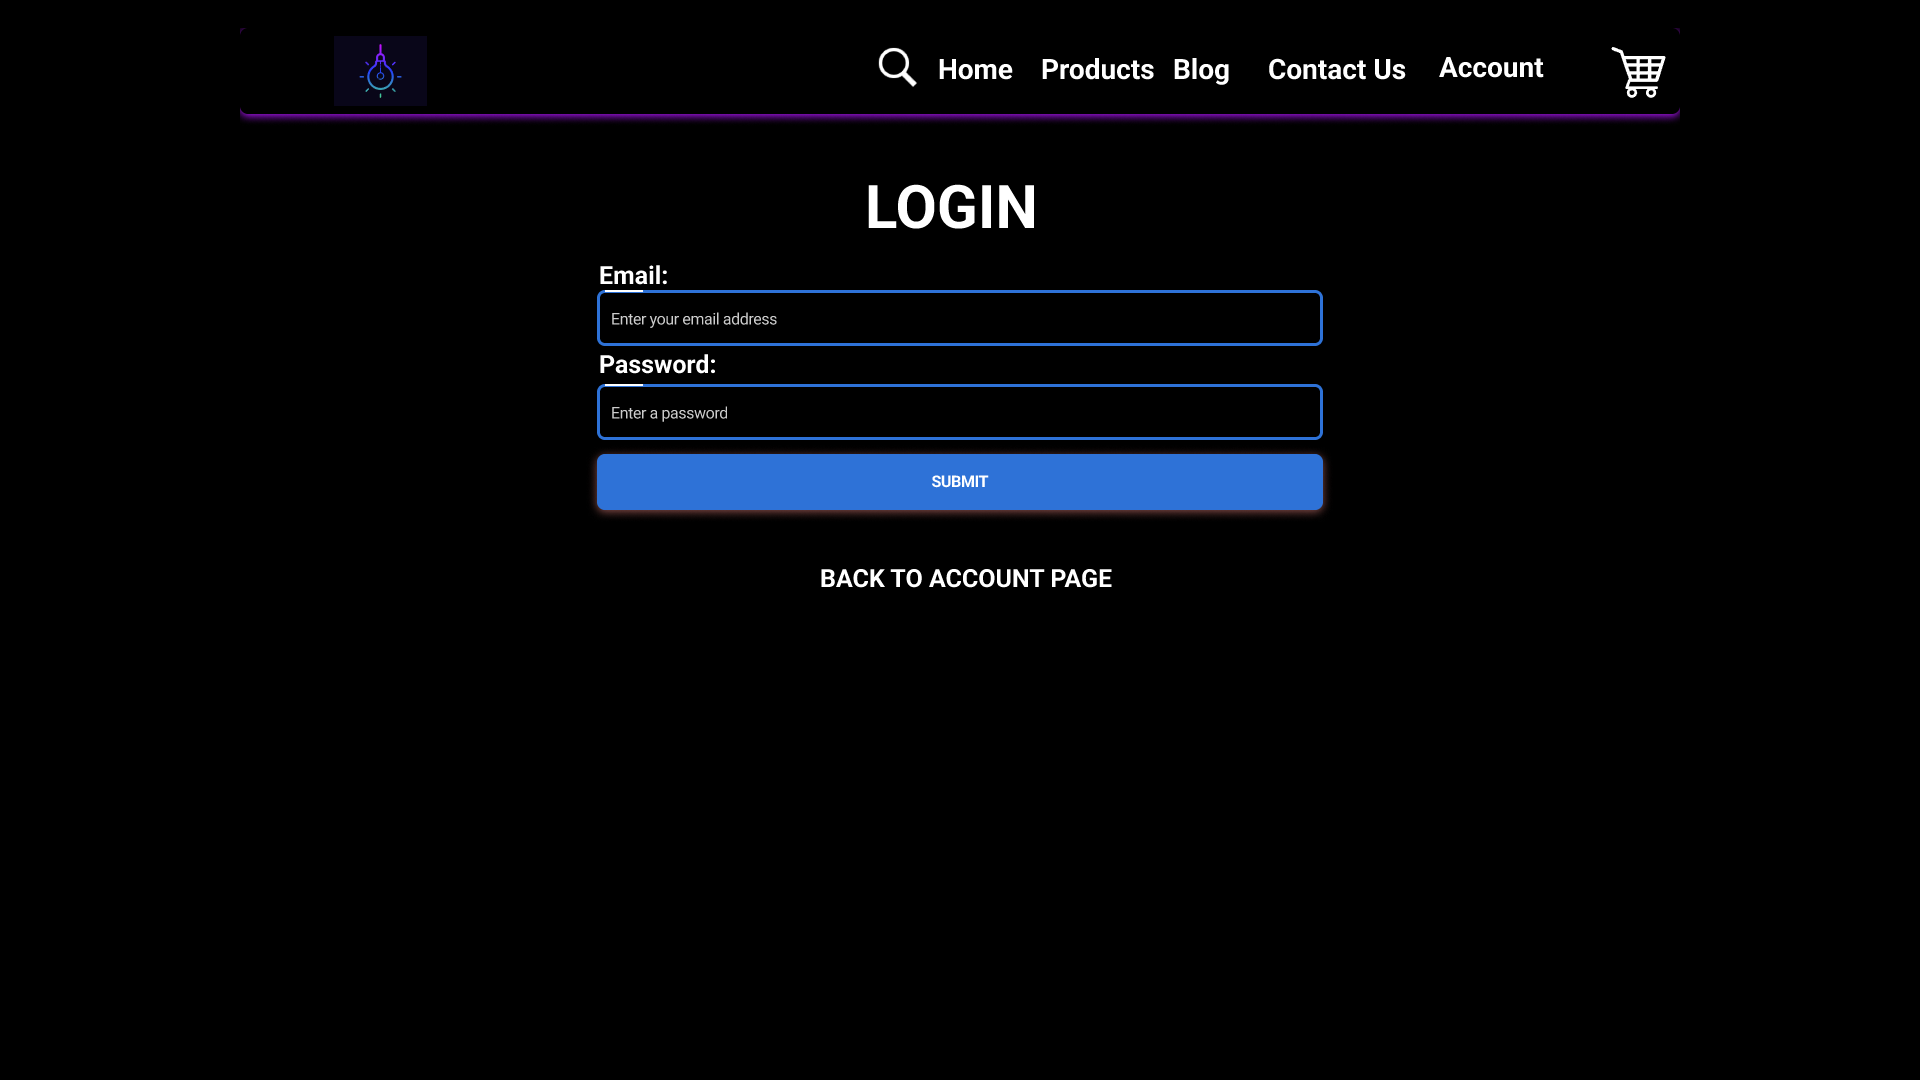 Home Products Blog Contact Us Account
LOGIN
Email:
Enter your email address
Password:
Enter a password
SUBMIT
BACK TO ACCOUNT PAGE